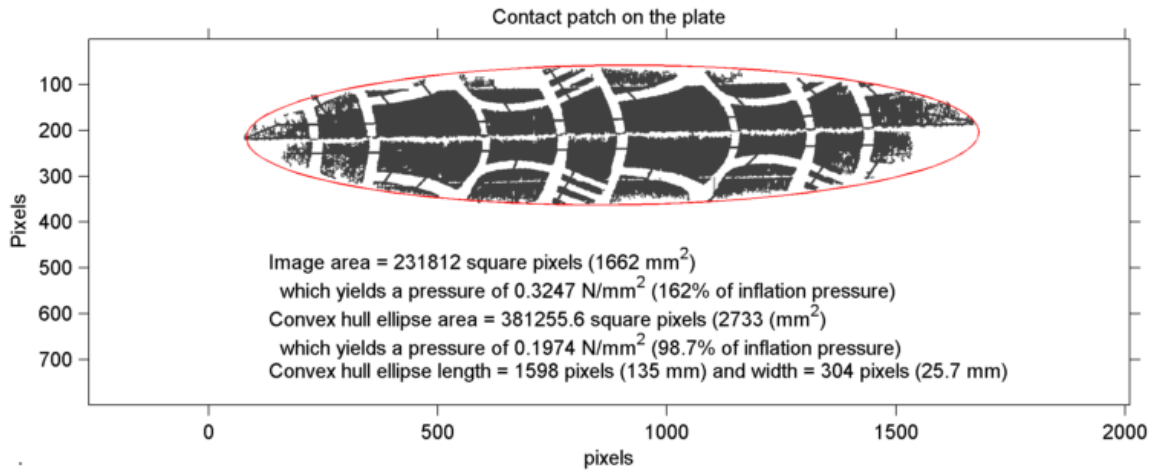 Contact patch on the plate
100
200
300
400
500
600
700
Pixels
Image area = 231812 square pixels (1662 mm²)
which yields a pressure of 0.3247 N/mm² (162% of inflation pressure)
Convex hull ellipse area = 381255.6 square pixels (2733 (mm²)
which yields a pressure of 0.1974 N/mm² (98.7% of inflation pressure)
Convex hull ellipse length = 1598 pixels (135 mm) and width = 304 pixels (25.7 mm)
0 500 1000 1500 2000
pixels
.